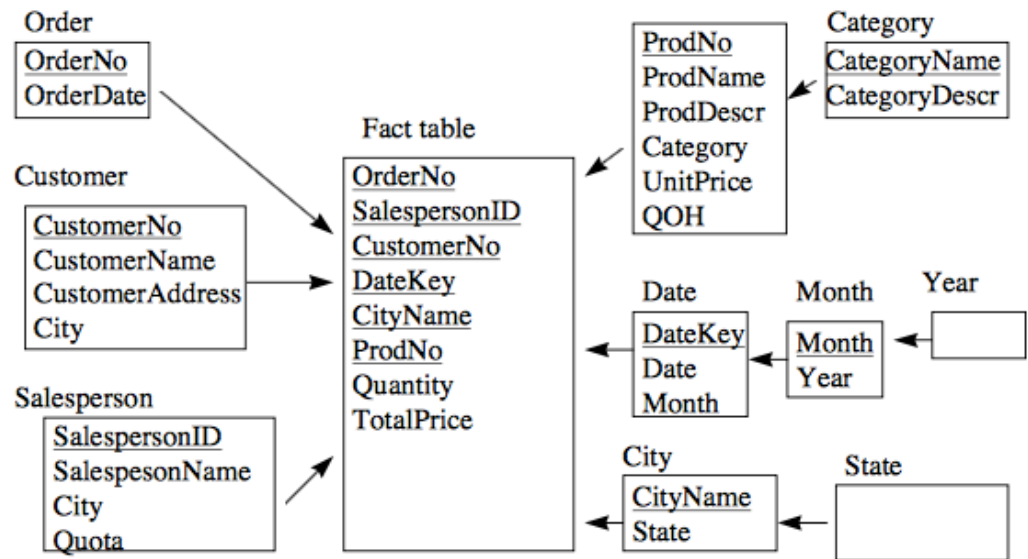 Order
OrderNo
OrderDate
Customer
CustomerNo
CustomerName
CustomerAddress
City
Salesperson
SalespersonID
SalespesonName
City
Quota
Fact table
OrderNo
SalespersonID
CustomerNo
DateKey
CityName
ProdNo
Quantity
TotalPrice
ProdNo
ProdName
ProdDescr
Category
UnitPrice
QOH
Category
CategoryName
CategoryDescr
Date
DateKey
Date
Month
Month
Month
Year
Year
City
CityName
State
State